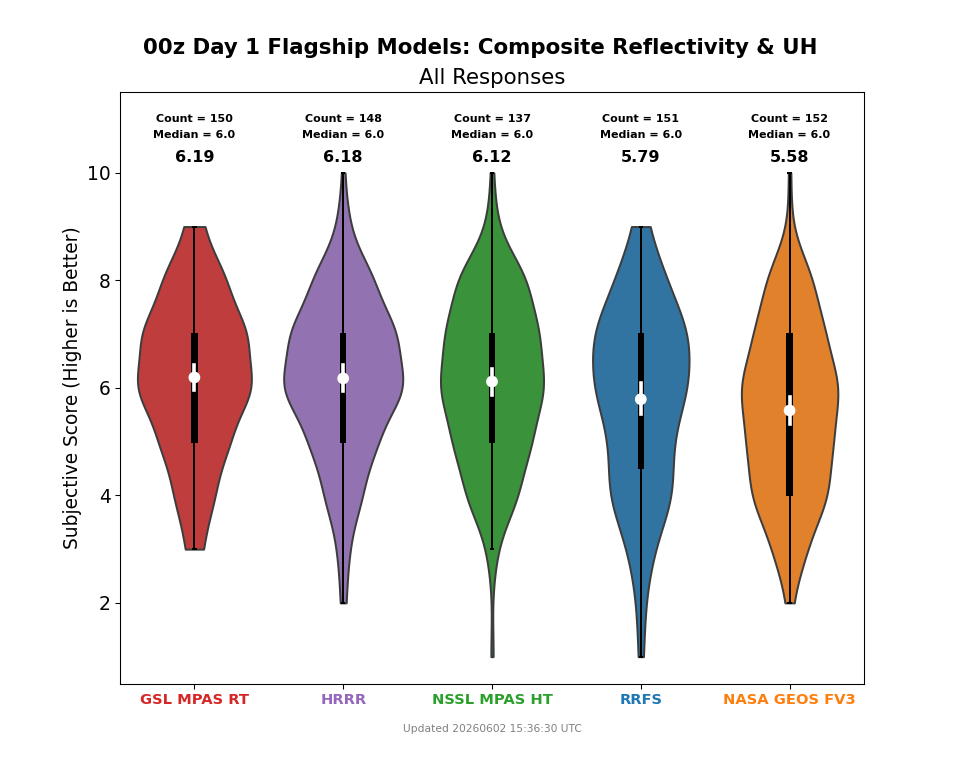 00z Day 1 Flagship Models: Composite Reflectivity & UH
All Responses
Count = 150 Count = 148 Count = 137 Count = 151 Count = 152
Median = 6.0 Median = 6.0 Median = 6.0 Median = 6.0 Median = 6.0
6.19 6.18 6.12 5.79 5.58
Subjective Score (Higher is Better)
10
8
6
4
2
GSL MPAS RT HRRR NSSL MPAS HT RRFS NASA GEOS FV3
Updated 20260602 15:36:30 UTC